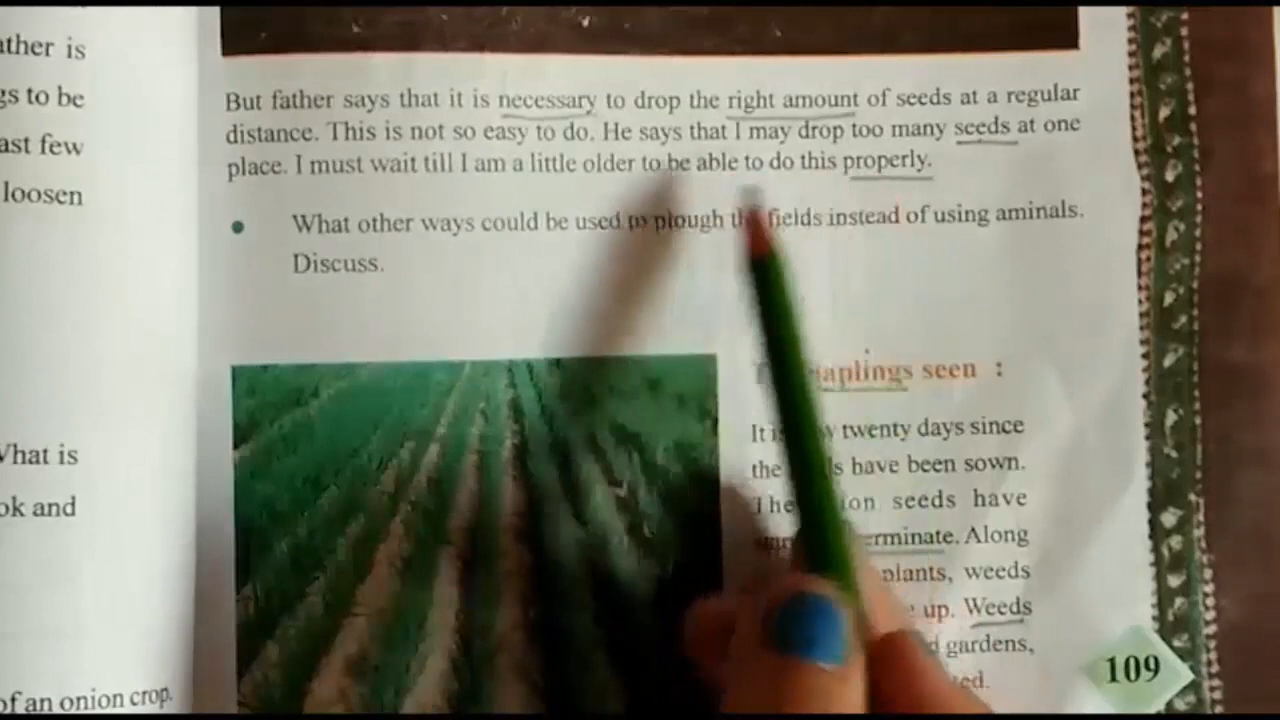 ather is
gs to be
ast few
loosen
What is
ok and
of an onion crop.
But father says that it is necessary to drop the right amount of seeds at a regular
distance. This is not so easy to do. He says that I may drop too many seeds at one
place. I must wait till I am a little older to be able to do this properly.
What other ways could be used to plough the fields instead of using aminals.
Discuss.
saplings seen :
It is twenty days since
the have been sown.
The seeds have
Along
plants, weeds
up. Weeds
gardens,
109